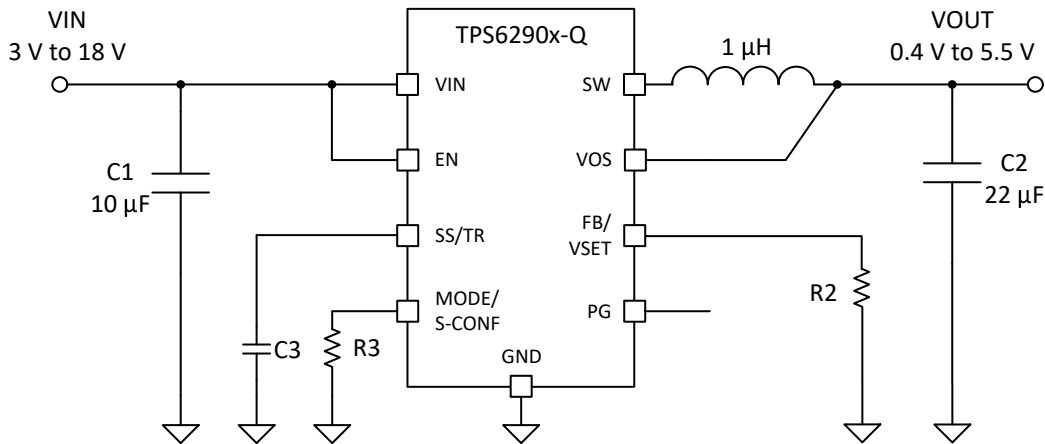 VIN
3 V to 18 V
TPS6290x-Q
VOUT
0.4 V to 5.5 V
1 µH
VIN
SW
EN
VOS
C1
10 µF
C2
22 µF
SS/TR
FB/
VSET
MODE/
S-CONF
PG
R2
C3
R3
GND